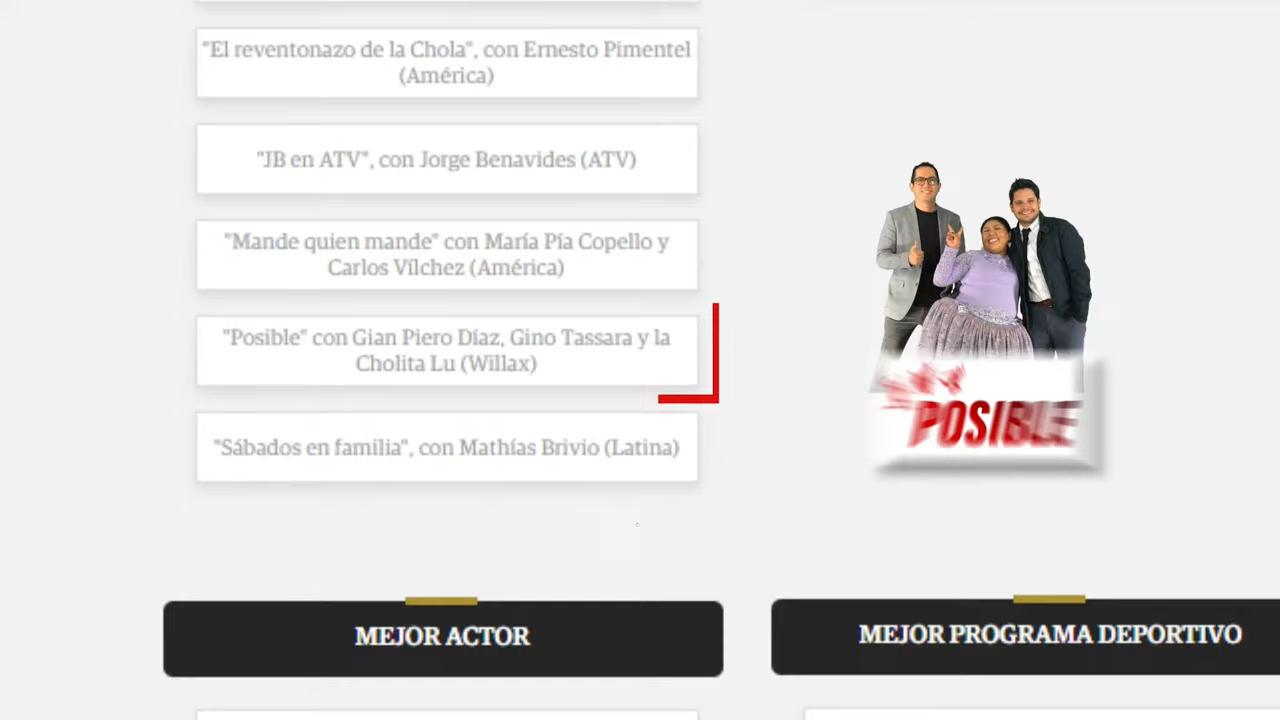 "El reventonazo de la Chola", con Ernesto Pimentel
(América)
"JB en ATV", con Jorge Benavides (ATV)
"Mande quien mande" con María Pía Copello y
Carlos Vílchez (América)
"Posible" con Gian Piero Díaz, Gino Tassara y la
Cholita Lu (Willax)
"Sábados en familia", con Mathías Brivio (Latina)
POSIBLE
MEJOR ACTOR
MEJOR PROGRAMA DEPORTIVO